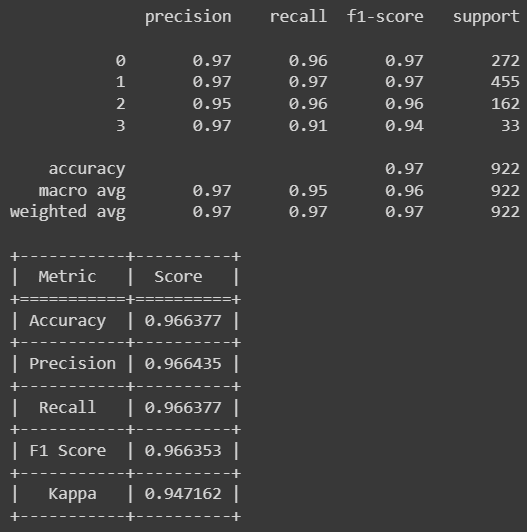 precision    recall  f1-score   support

           0       0.97      0.96      0.97       272
           1       0.97      0.97      0.97       455
           2       0.95      0.96      0.96       162
           3       0.97      0.91      0.94        33

    accuracy                           0.97       922
   macro avg       0.97      0.95      0.96       922
weighted avg       0.97      0.97      0.97       922

+-----------+----------+
|  Metric   |  Score   |
+===========+==========+
| Accuracy  | 0.966377 |
+-----------+----------+
| Precision | 0.966435 |
+-----------+----------+
|  Recall   | 0.966377 |
+-----------+----------+
| F1 Score  | 0.966353 |
+-----------+----------+
|   Kappa   | 0.947162 |
+-----------+----------+